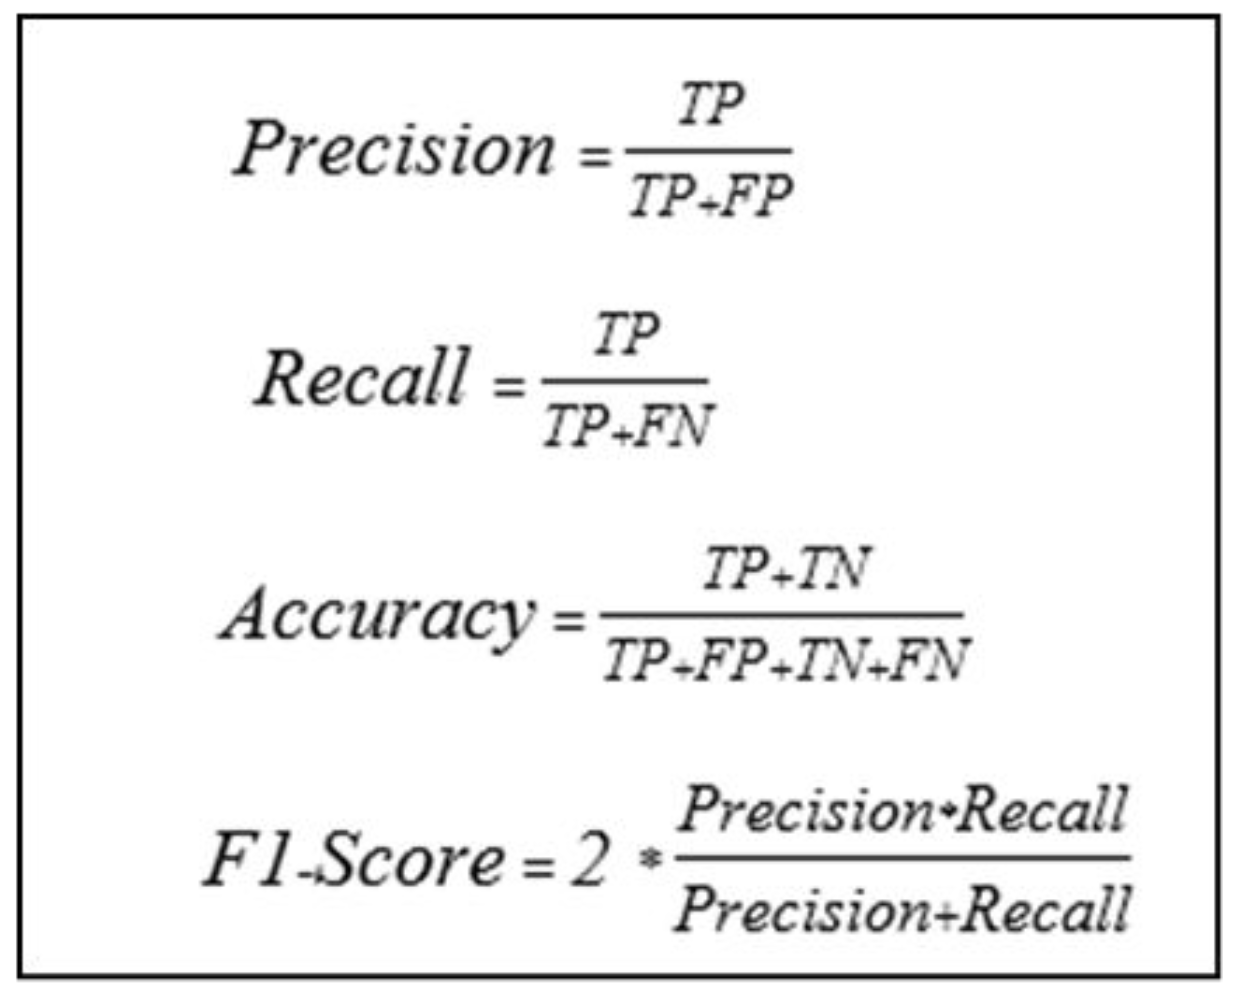 Precision = TP / TP+FP
Recall = TP / TP+FN
Accuracy = TP+TN / TP+FP+TN+FN
F1-Score = 2 * Precision*Recall / Precision+Recall